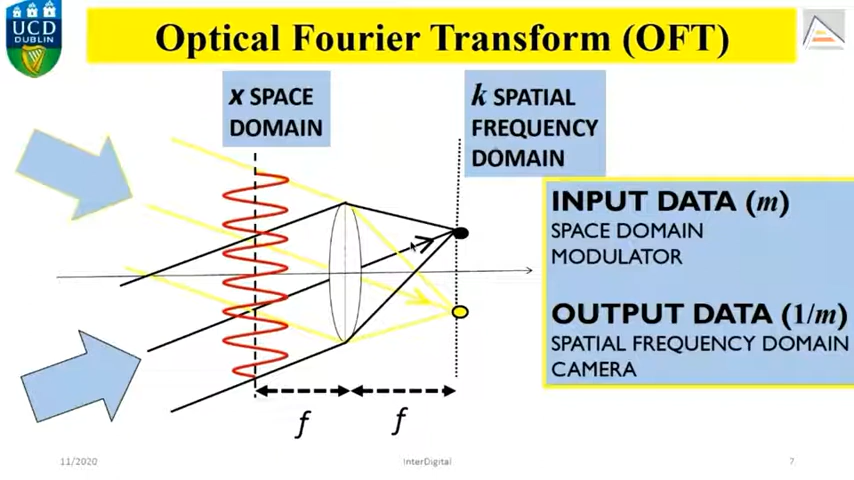 UCD
DUBLIN
Optical Fourier Transform (OFT)
x SPACE
DOMAIN
k SPATIAL
FREQUENCY
DOMAIN
INPUT DATA (m)
SPACE DOMAIN
MODULATOR
OUTPUT DATA (1/m)
SPATIAL FREQUENCY DOMAIN
CAMERA
f
f
11/2020
InterDigital
7